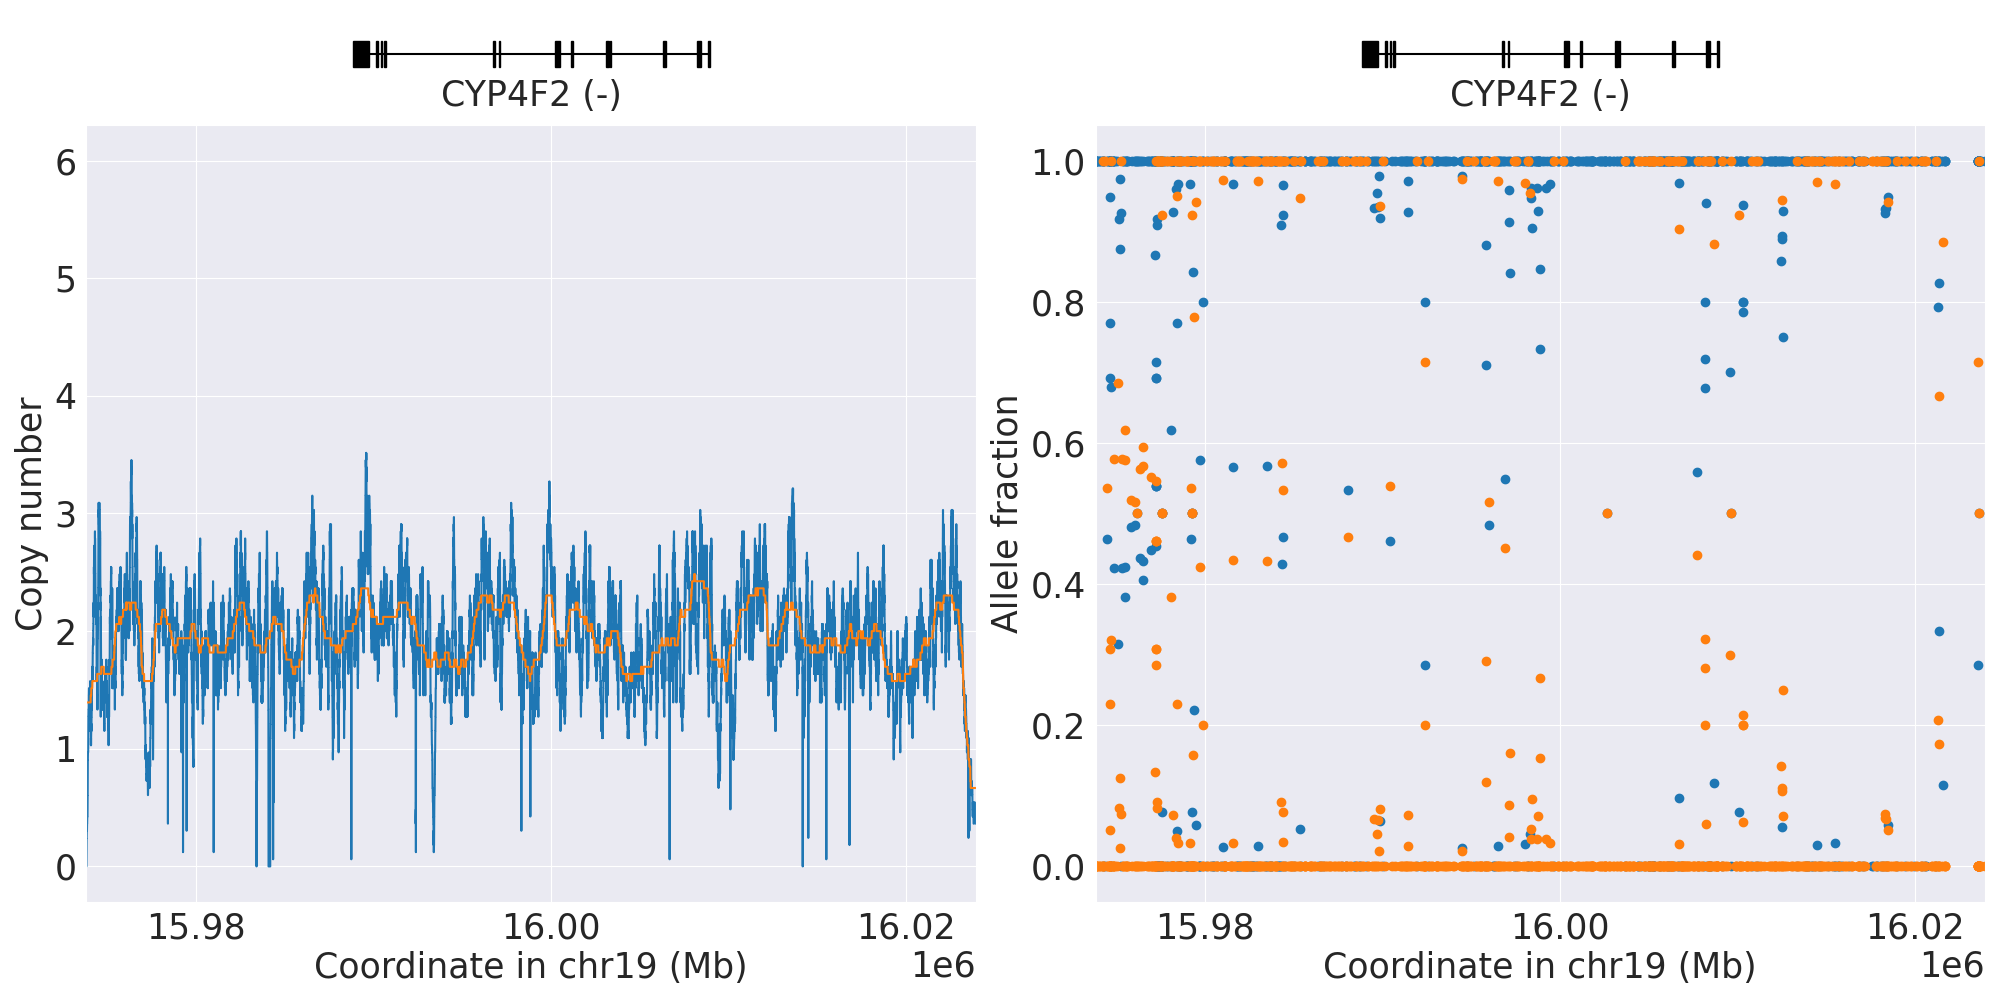 CYP4F2 (-)
CYP4F2 (-)
Copy number
6
5
4
3
2
1
0
15.98
16.00
16.02
Coordinate in chr19 (Mb)
1e6
Allele fraction
1.0
0.8
0.6
0.4
0.2
0.0
15.98
16.00
16.02
Coordinate in chr19 (Mb)
1e6